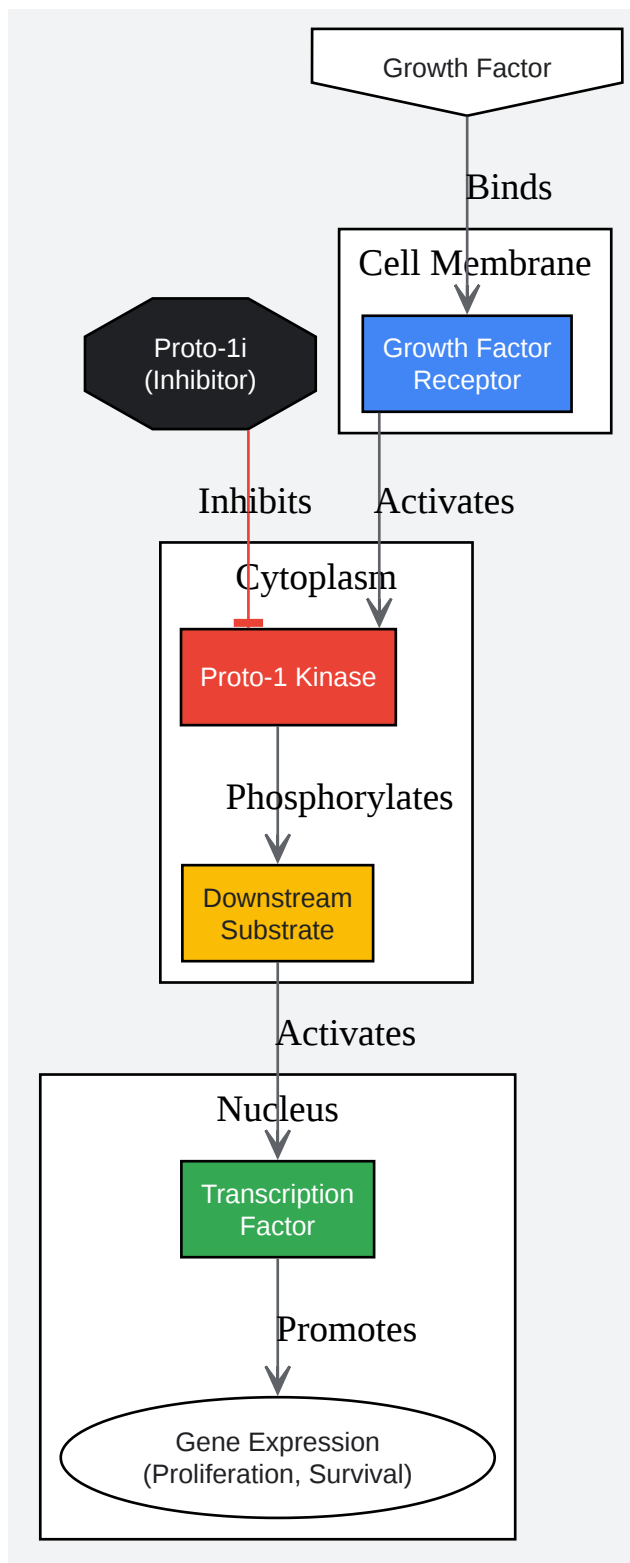 Growth Factor
Binds
Cell Membrane
Growth Factor
Receptor
Proto-1i
(Inhibitor)
Inhibits
Activates
Cytoplasm
Proto-1 Kinase
Phosphorylates
Downstream
Substrate
Activates
Nucleus
Transcription
Factor
Promotes
Gene Expression
(Proliferation, Survival)